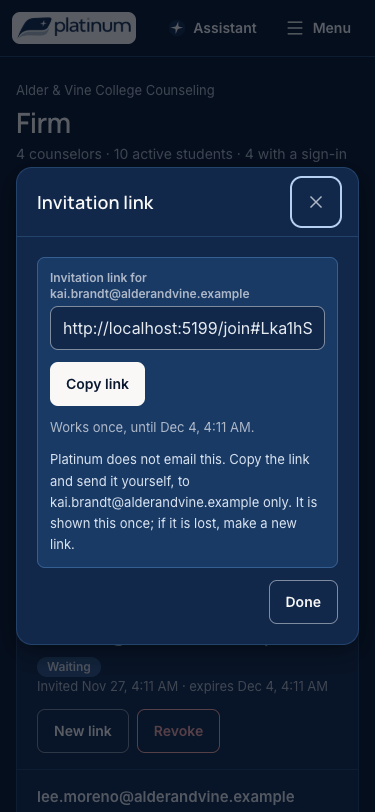 platinum
Assistant
Menu
Alder & Vine College Counseling
Firm
4 counselors · 10 active students · 4 with a sign-in
Invitation link
Invitation link for
kai.brandt@alderandvine.example
http://localhost:5199/join#Lka1hS
Copy link
Works once, until Dec 4, 4:11 AM.
Platinum does not email this. Copy the link
and send it yourself, to
kai.brandt@alderandvine.example only. It is
shown this once; if it is lost, make a new
link.
Done
Waiting
Invited Nov 27, 4:11 AM · expires Dec 4, 4:11 AM
New link
Revoke
lee.moreno@alderandvine.example